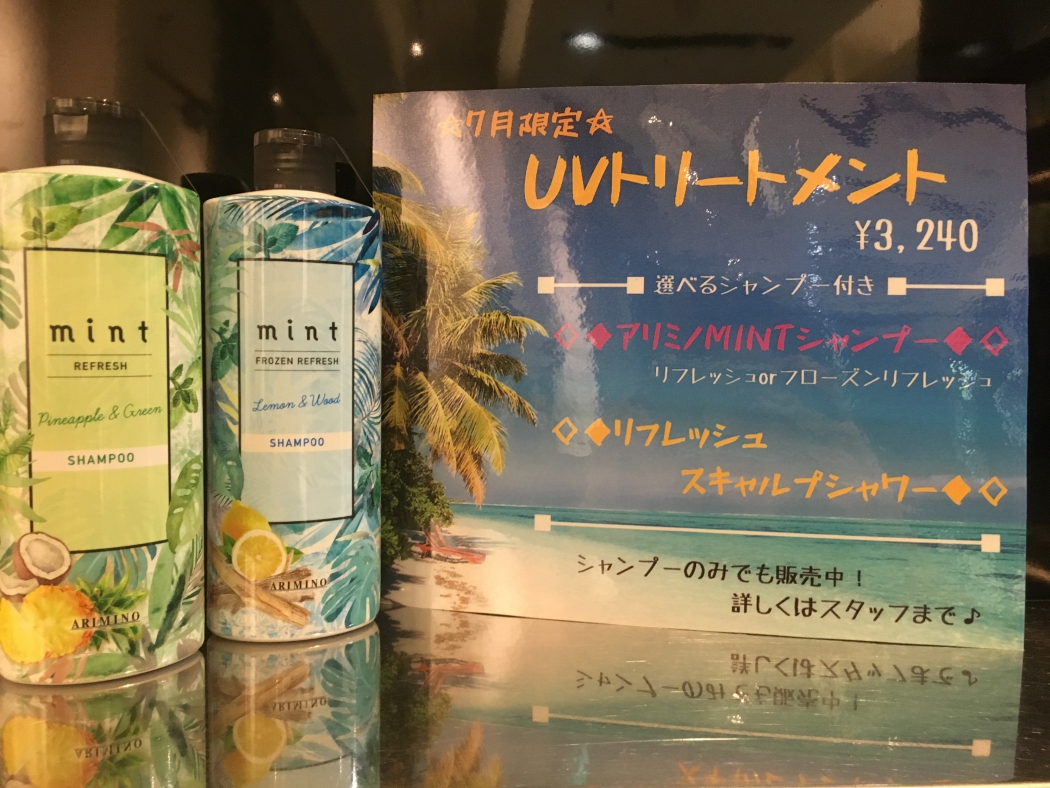 mint
REFRESH
Pineapple & Green
SHAMPOO
ARIMINO
mint
FROZEN REFRESH
Lemon & Wood
SHAMPOO
ARIMINO
☆7月限定☆
UVトリートメント
¥3,240
選べるシャンプー付き
◇◆アリミノMINTシャンプー◆◇
リフレッシュorフローズンリフレッシュ
◇◆リフレッシュ
スキャルプシャワー◆◇
シャンプーのみでも販売中！
詳しくはスタッフまで♪